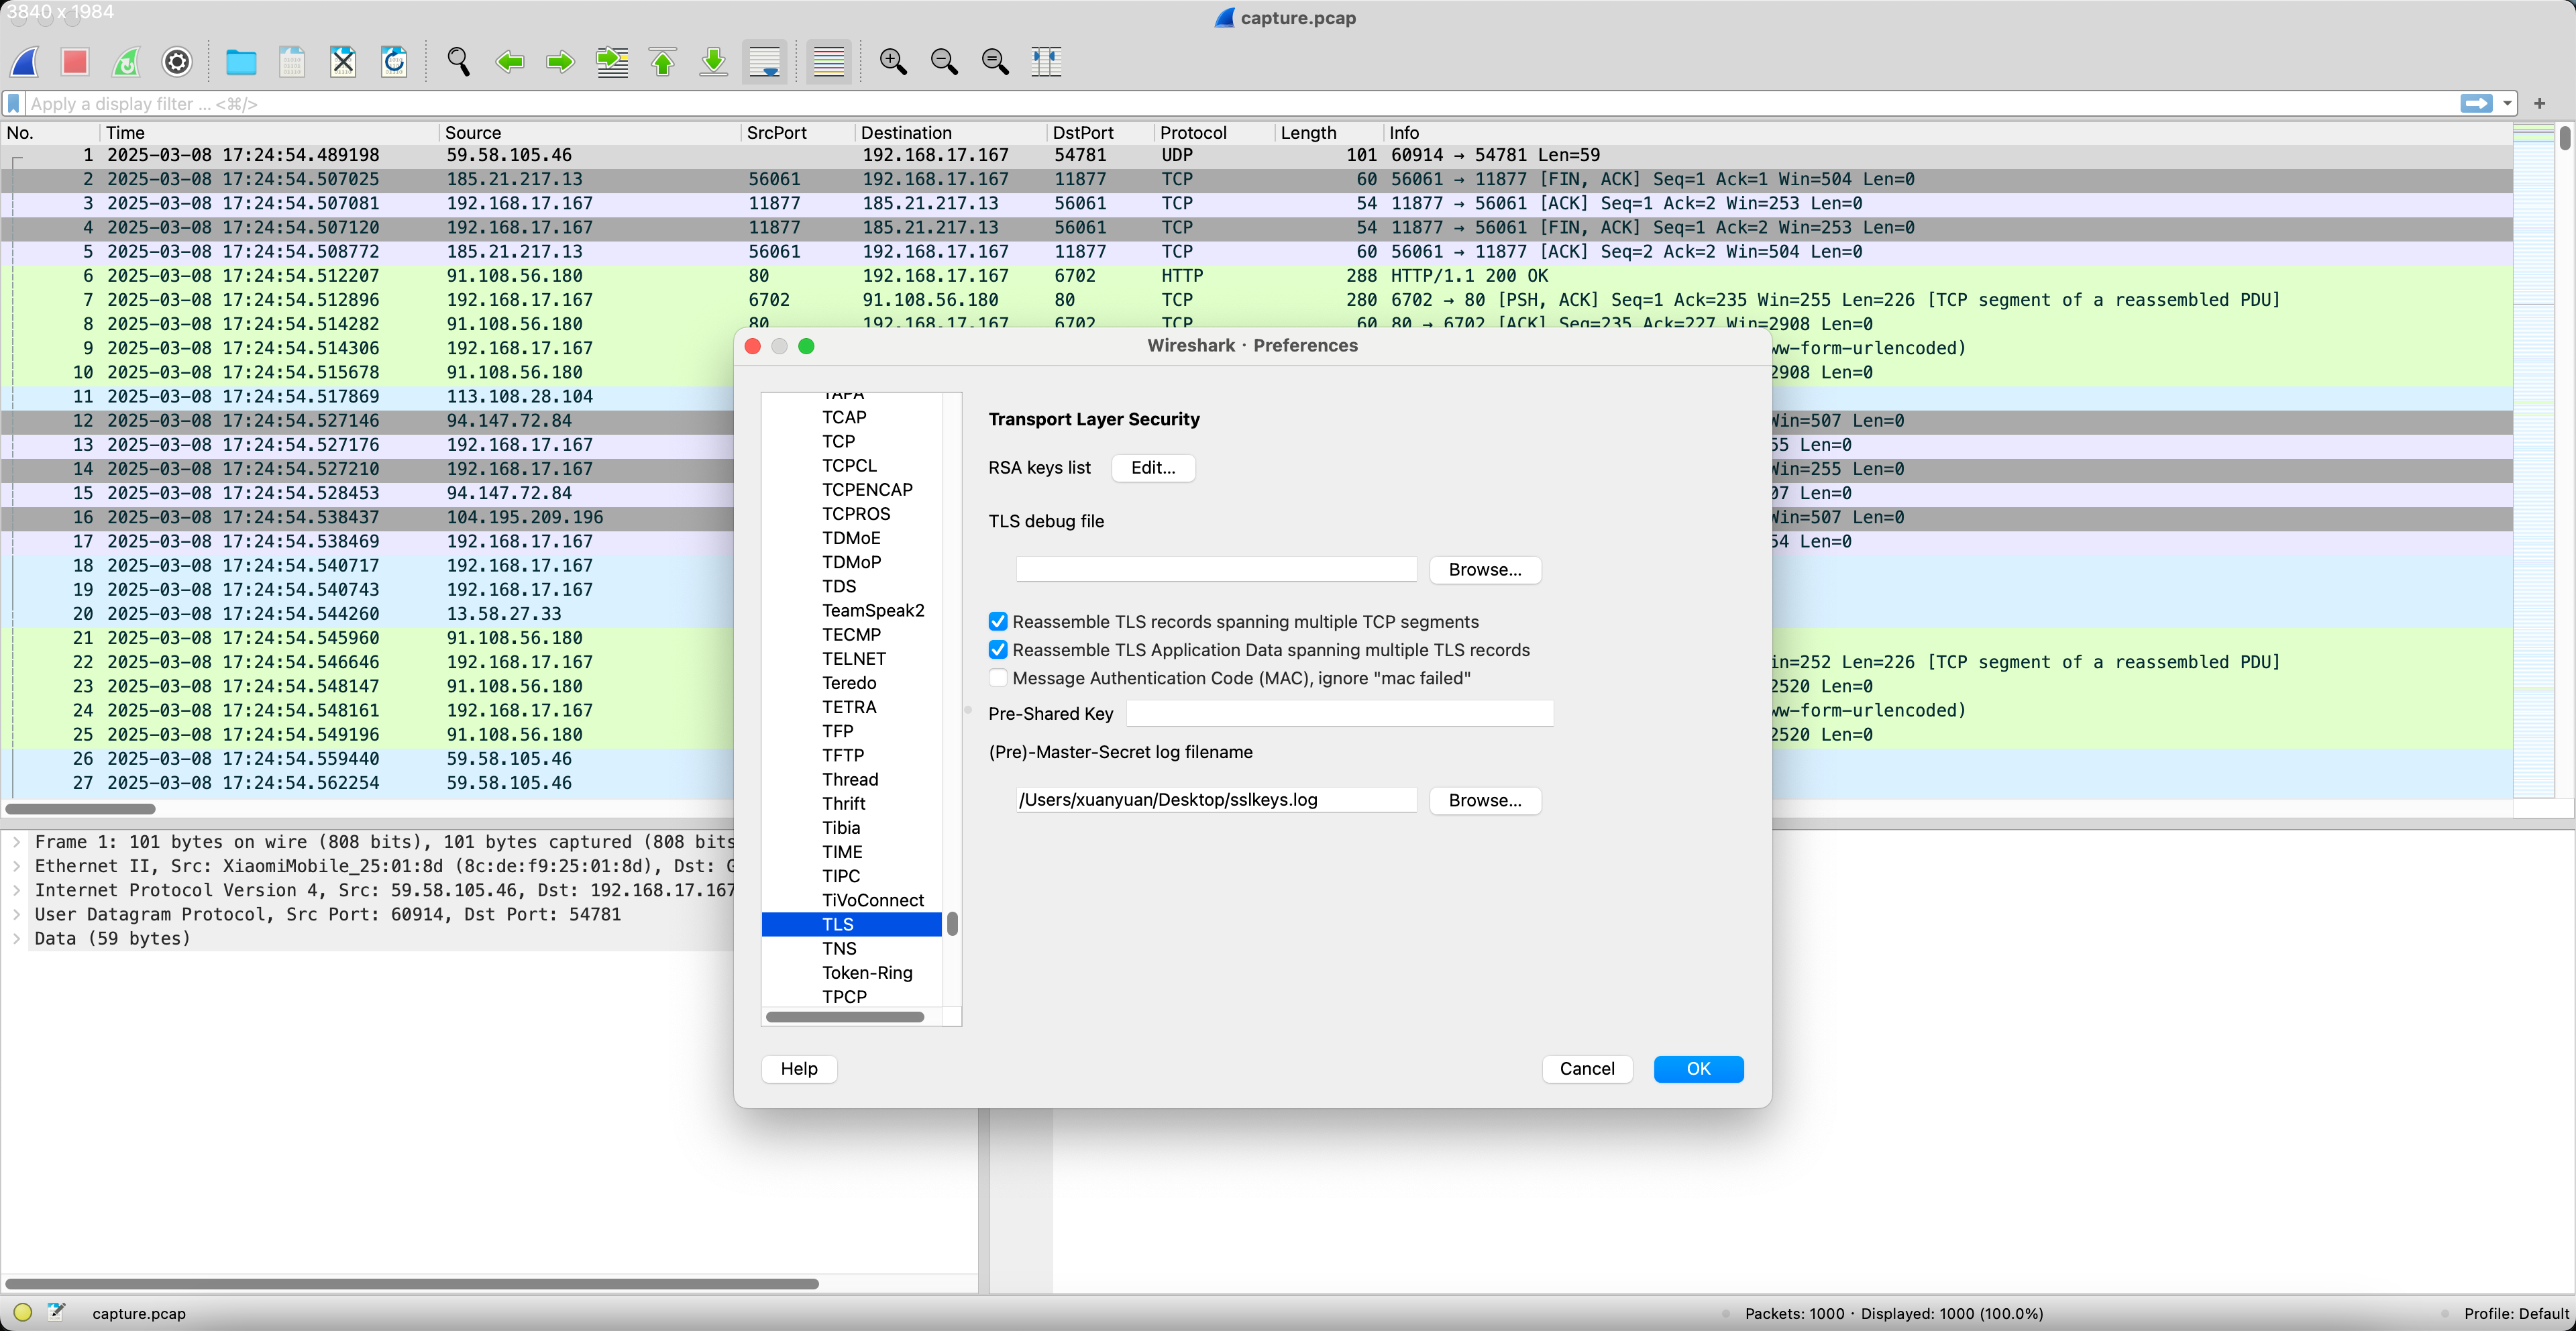 3840 x 1984
capture.pcap
Apply a display filter ... <⌘/>
+
No. Time Source SrcPort Destination DstPort Protocol Length Info
1 2025-03-08 17:24:54.489198 59.58.105.46 192.168.17.167 54781 UDP 101 60914 → 54781 Len=59
2 2025-03-08 17:24:54.507025 185.21.217.13 56061 192.168.17.167 11877 TCP 60 56061 → 11877 [FIN, ACK] Seq=1 Ack=1 Win=504 Len=0
3 2025-03-08 17:24:54.507081 192.168.17.167 11877 185.21.217.13 56061 TCP 54 11877 → 56061 [ACK] Seq=1 Ack=2 Win=253 Len=0
4 2025-03-08 17:24:54.507120 192.168.17.167 11877 185.21.217.13 56061 TCP 54 11877 → 56061 [FIN, ACK] Seq=1 Ack=2 Win=253 Len=0
5 2025-03-08 17:24:54.508772 185.21.217.13 56061 192.168.17.167 11877 TCP 60 56061 → 11877 [ACK] Seq=2 Ack=2 Win=504 Len=0
6 2025-03-08 17:24:54.512207 91.108.56.180 80 192.168.17.167 6702 HTTP 288 HTTP/1.1 200 OK
7 2025-03-08 17:24:54.512896 192.168.17.167 6702 91.108.56.180 80 TCP 280 6702 → 80 [PSH, ACK] Seq=1 Ack=235 Win=255 Len=226 [TCP segment of a reassembled PDU]
8 2025-03-08 17:24:54.514282 91.108.56.180 80 192.168.17.167 6702 TCP 60 80 → 6702 [ACK] Seq=235 Ack=227 Win=2908 Len=0
9 2025-03-08 17:24:54.514306 192.168.17.167 ww-form-urlencoded)
10 2025-03-08 17:24:54.515678 91.108.56.180 2908 Len=0
11 2025-03-08 17:24:54.517869 113.108.28.104
12 2025-03-08 17:24:54.527146 94.147.72.84 Win=507 Len=0
13 2025-03-08 17:24:54.527176 192.168.17.167 55 Len=0
14 2025-03-08 17:24:54.527210 192.168.17.167 Win=255 Len=0
15 2025-03-08 17:24:54.528453 94.147.72.84 07 Len=0
16 2025-03-08 17:24:54.538437 104.195.209.196 Win=507 Len=0
17 2025-03-08 17:24:54.538469 192.168.17.167 54 Len=0
18 2025-03-08 17:24:54.540717 192.168.17.167
19 2025-03-08 17:24:54.540743 192.168.17.167
20 2025-03-08 17:24:54.544260 13.58.27.33
21 2025-03-08 17:24:54.545960 91.108.56.180
22 2025-03-08 17:24:54.546646 192.168.17.167 in=252 Len=226 [TCP segment of a reassembled PDU]
23 2025-03-08 17:24:54.548147 91.108.56.180 2520 Len=0
24 2025-03-08 17:24:54.548161 192.168.17.167 ww-form-urlencoded)
25 2025-03-08 17:24:54.549196 91.108.56.180 2520 Len=0
26 2025-03-08 17:24:54.559440 59.58.105.46
27 2025-03-08 17:24:54.562254 59.58.105.46
Wireshark · Preferences
TAPA
TCAP
TCP
TCPCL
TCPENCAP
TCPROS
TDMoE
TDMoP
TDS
TeamSpeak2
TECMP
TELNET
Teredo
TETRA
TFP
TFTP
Thread
Thrift
Tibia
TIME
TIPC
TiVoConnect
TLS
TNS
Token-Ring
TPCP
Transport Layer Security
RSA keys list Edit...
TLS debug file
Browse...
Reassemble TLS records spanning multiple TCP segments
Reassemble TLS Application Data spanning multiple TLS records
Message Authentication Code (MAC), ignore "mac failed"
Pre-Shared Key
(Pre)-Master-Secret log filename
/Users/xuanyuan/Desktop/sslkeys.log Browse...
Help Cancel OK
Frame 1: 101 bytes on wire (808 bits), 101 bytes captured (808 bits
Ethernet II, Src: XiaomiMobile_25:01:8d (8c:de:f9:25:01:8d), Dst: G
Internet Protocol Version 4, Src: 59.58.105.46, Dst: 192.168.17.167
User Datagram Protocol, Src Port: 60914, Dst Port: 54781
Data (59 bytes)
capture.pcap Packets: 1000 · Displayed: 1000 (100.0%) Profile: Default